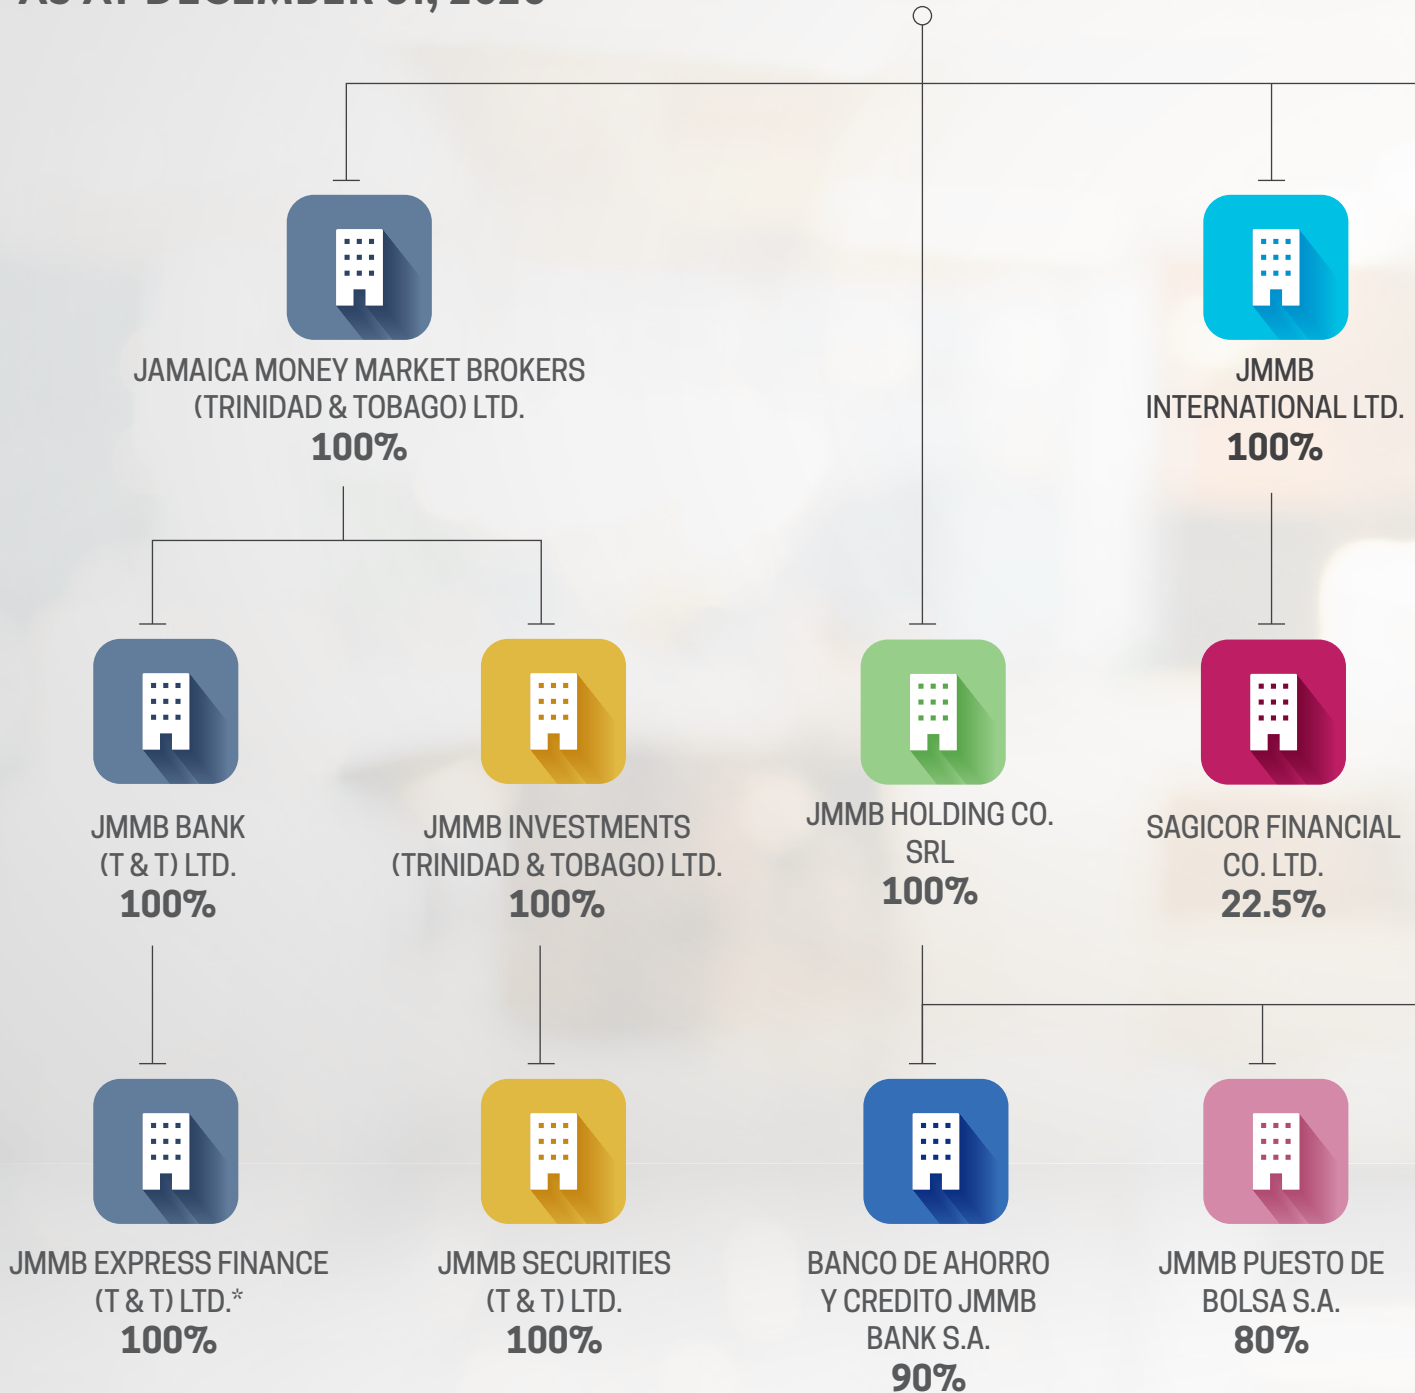 JAMAICA MONEY MARKET BROKERS
(TRINIDAD & TOBAGO) LTD.
100%
JMMB
INTERNATIONAL LTD.
100%
JMMB BANK
(T & T) LTD.
100%
JMMB INVESTMENTS
(TRINIDAD & TOBAGO) LTD.
100%
JMMB HOLDING CO.
SRL
100%
SAGICOR FINANCIAL
CO. LTD.
22.5%
JMMB EXPRESS FINANCE
(T & T) LTD.*
100%
JMMB SECURITIES
(T & T) LTD.
100%
BANCO DE AHORRO
Y CREDITO JMMB
BANK S.A.
90%
JMMB PUESTO DE
BOLSA S.A.
80%